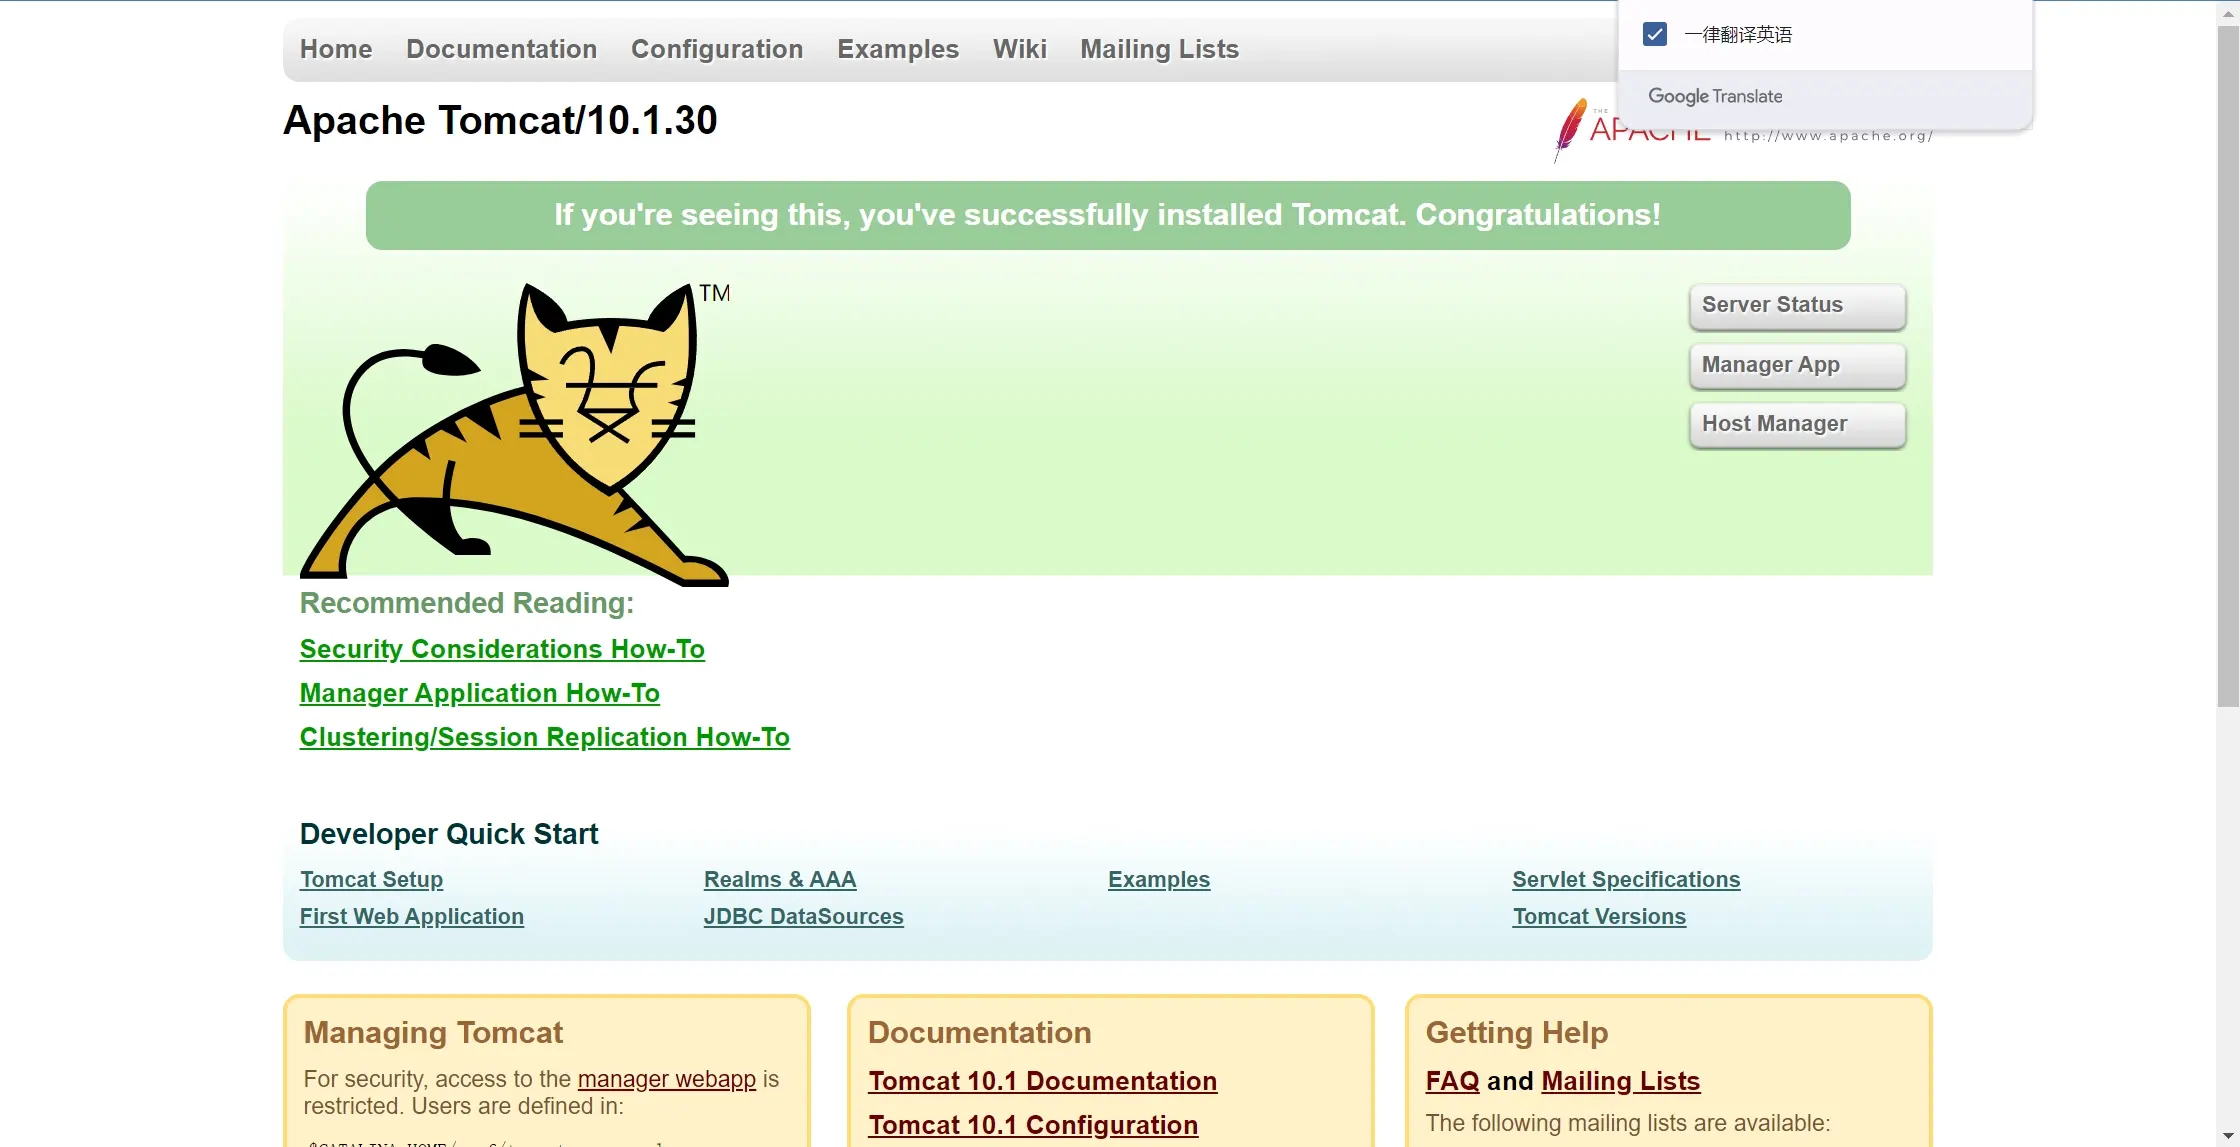 Home Documentation Configuration Examples Wiki Mailing Lists
一律翻译英语
Google Translate
Apache Tomcat/10.1.30
THE
APACHE
http://www.apache.org/
If you're seeing this, you've successfully installed Tomcat. Congratulations!
TM
Server Status
Manager App
Host Manager
Recommended Reading:
Security Considerations How-To
Manager Application How-To
Clustering/Session Replication How-To
Developer Quick Start
Tomcat Setup
First Web Application
Realms & AAA
JDBC DataSources
Examples
Servlet Specifications
Tomcat Versions
Managing Tomcat
For security, access to the manager webapp is
restricted. Users are defined in:
Documentation
Tomcat 10.1 Documentation
Tomcat 10.1 Configuration
Getting Help
FAQ and Mailing Lists
The following mailing lists are available: